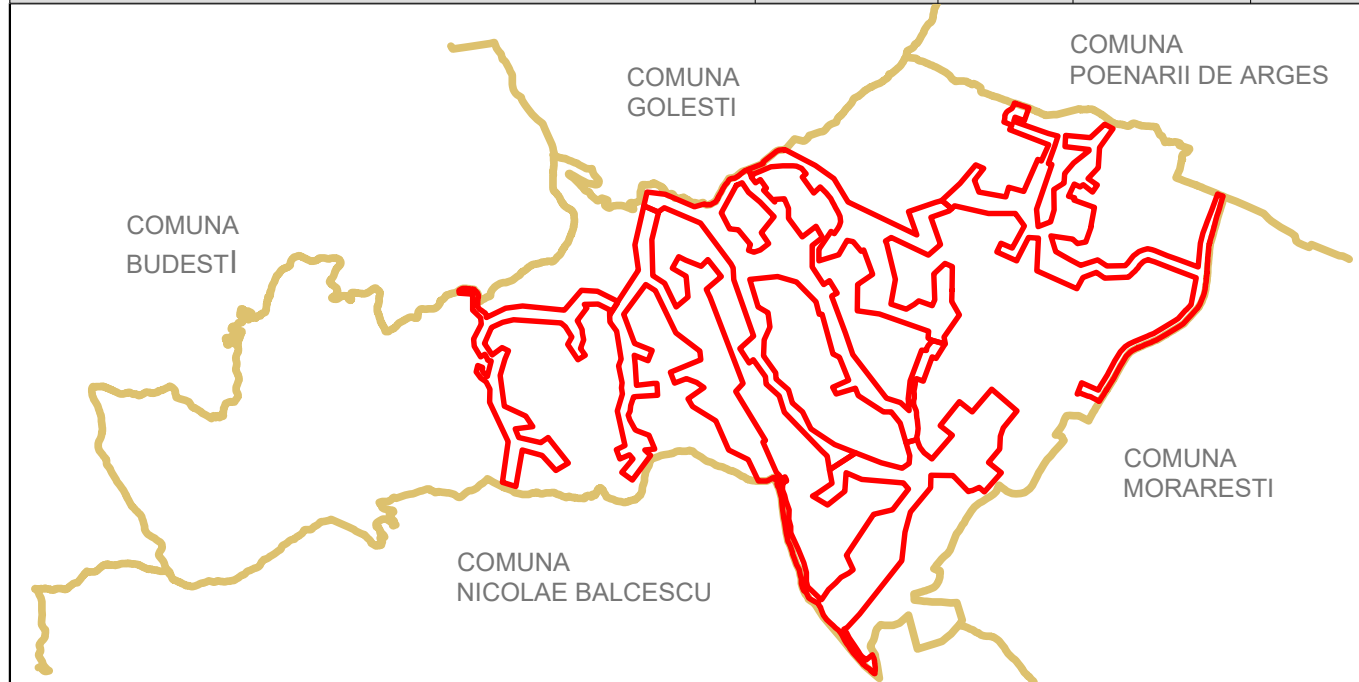 COMUNA
POENARII DE ARGES
COMUNA
GOLESTI
COMUNA
BUDESTI
COMUNA
MORARESTI
COMUNA
NICOLAE BALCESCU